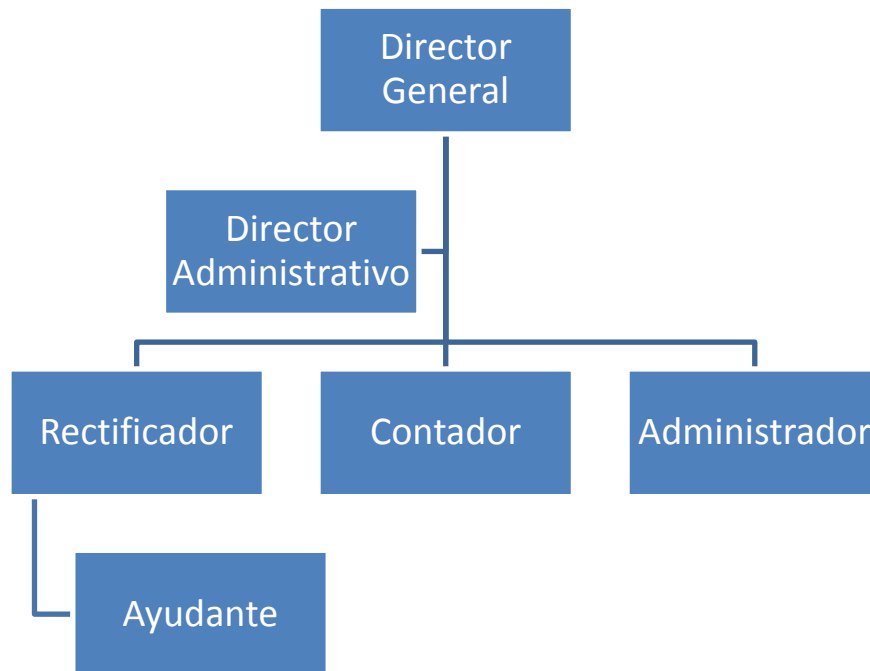 Director
General
Director
Administrativo
Rectificador
Contador
Administrador
Ayudante